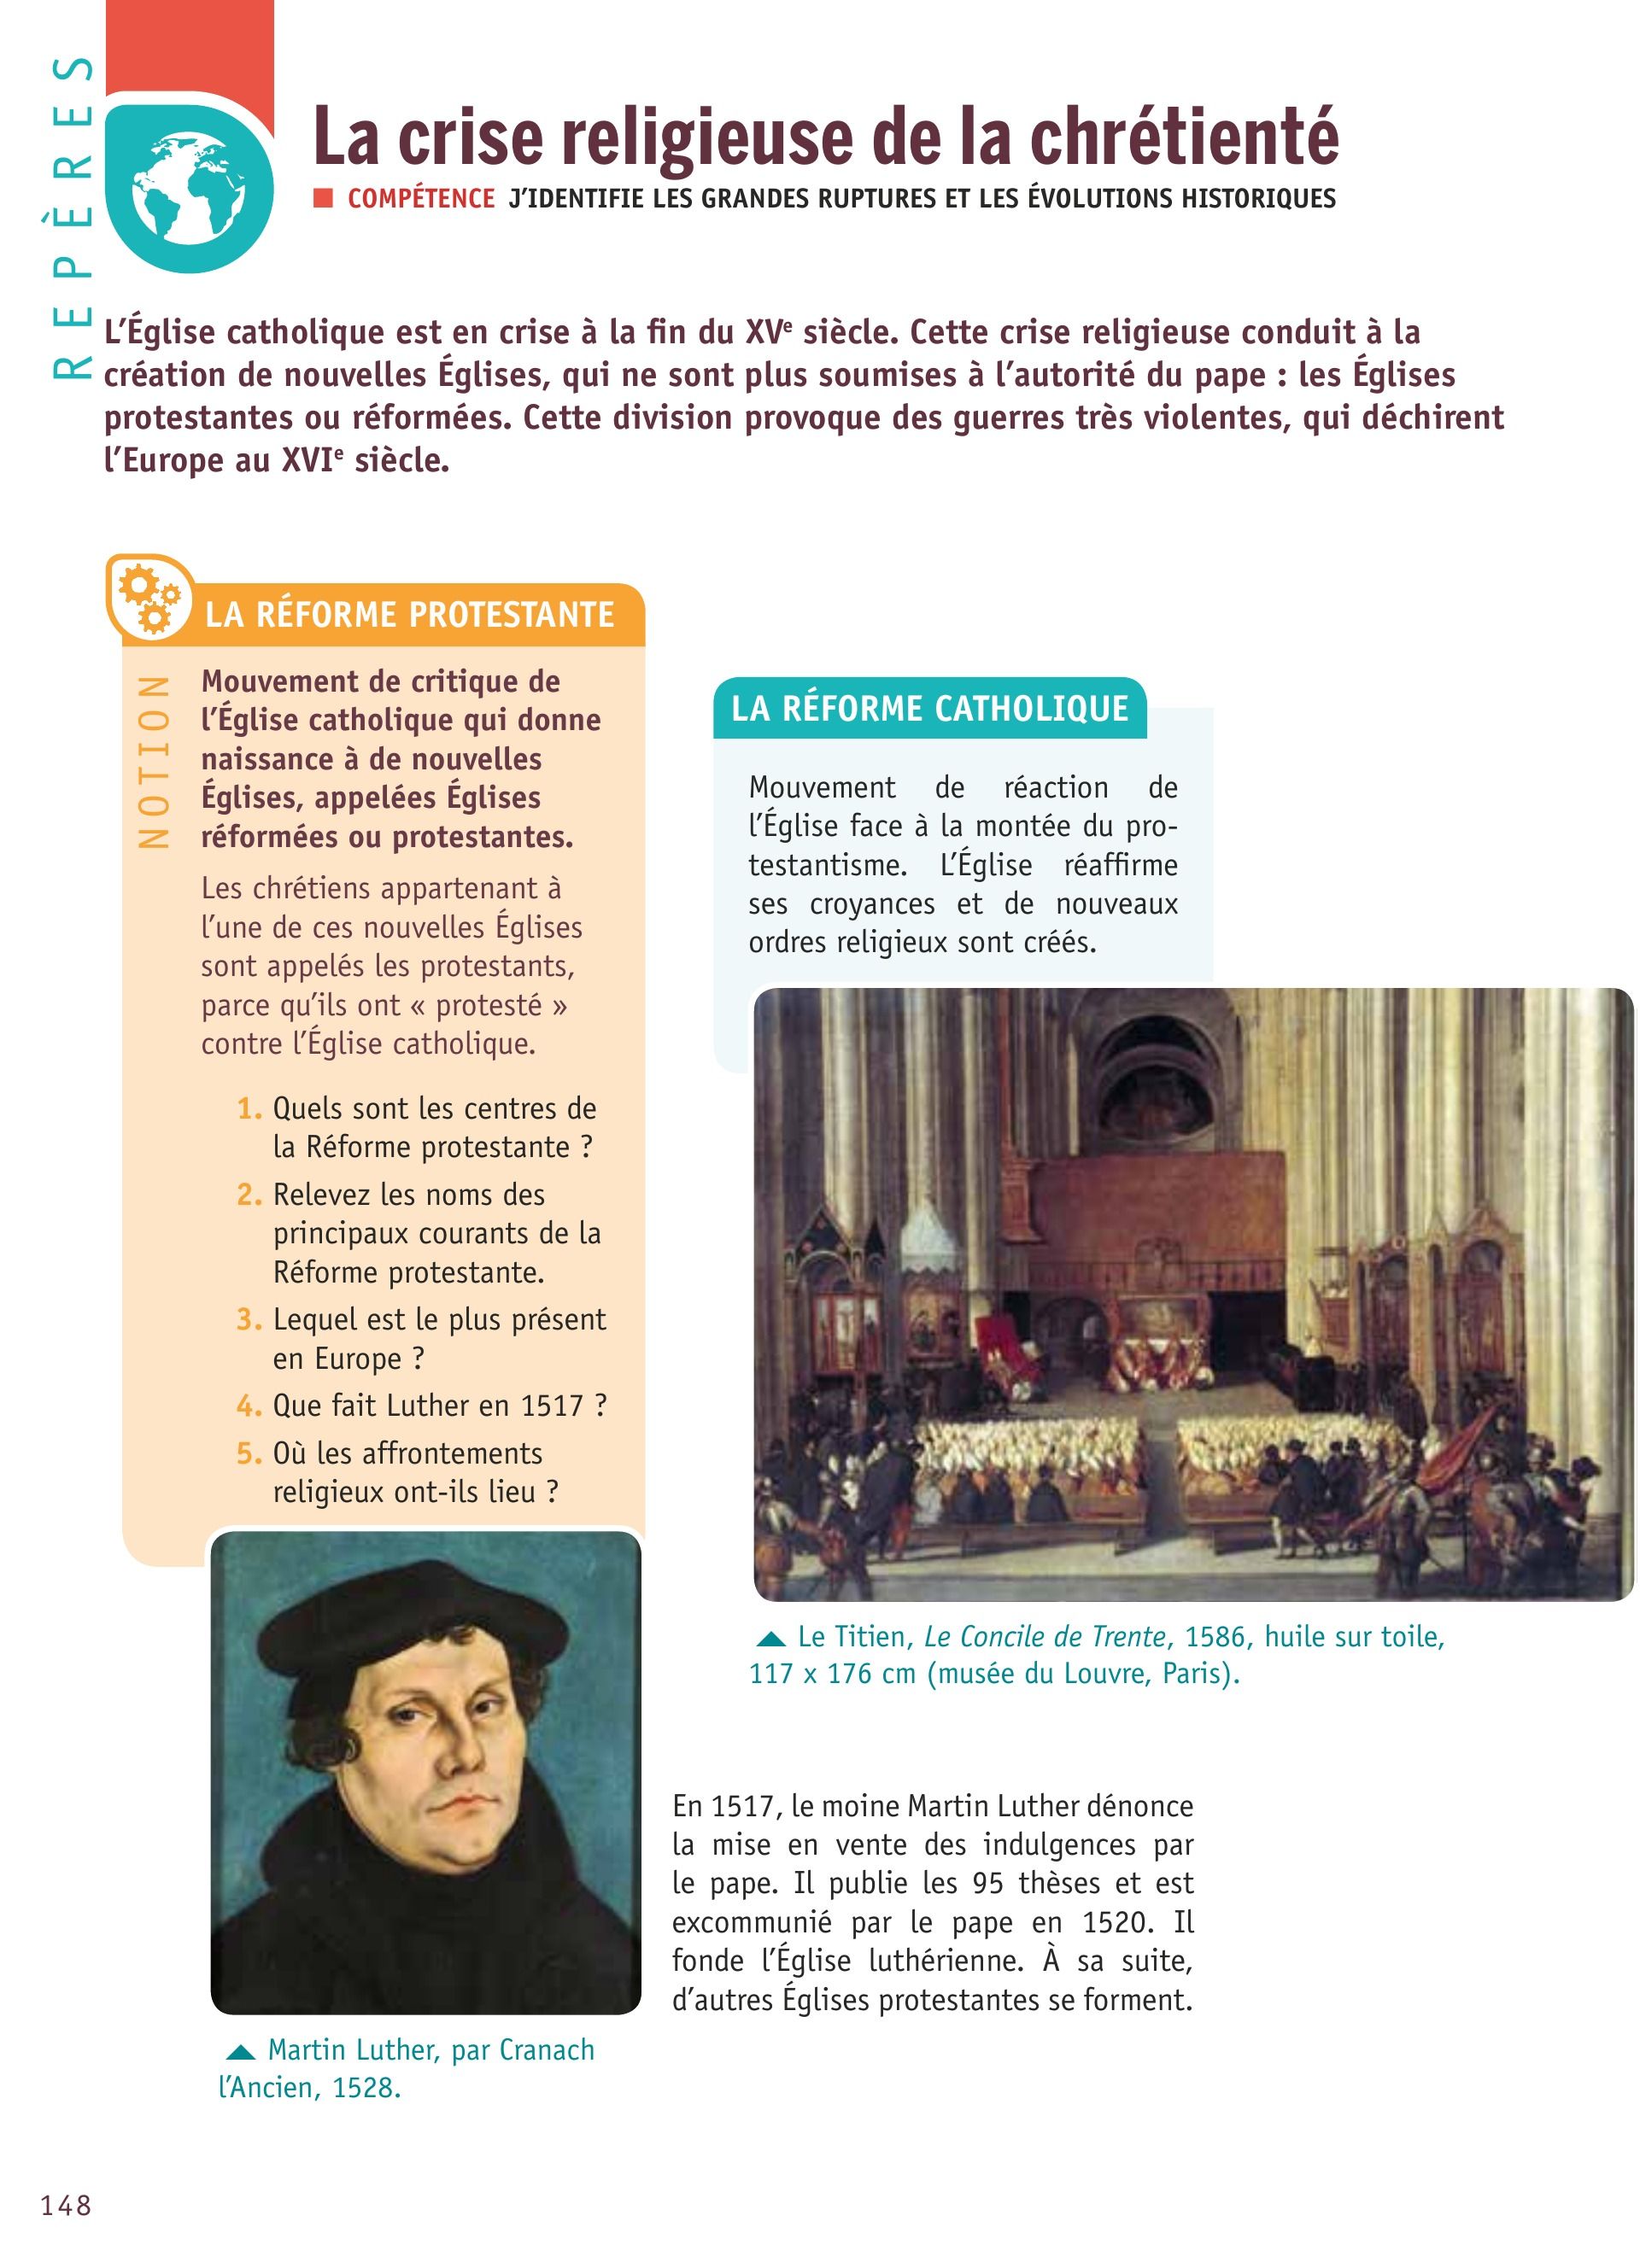 REPÈRES
La crise religieuse de la chrétienté
COMPÉTENCE J'IDENTIFIE LES GRANDES RUPTURES ET LES ÉVOLUTIONS HISTORIQUES
L'Église catholique est en crise à la fin du XVe siècle. Cette crise religieuse conduit à la
création de nouvelles Églises, qui ne sont plus soumises à l'autorité du pape : les Églises
protestantes ou réformées. Cette division provoque des guerres très violentes, qui déchirent
l'Europe au XVIe siècle.
LA RÉFORME PROTESTANTE
NOTION
Mouvement de critique de
l'Église catholique qui donne
naissance à de nouvelles
Églises, appelées Églises
réformées ou protestantes.
Les chrétiens appartenant à
l'une de ces nouvelles Églises
sont appelés les protestants,
parce qu'ils ont « protesté »
contre l'Église catholique.
1. Quels sont les centres de
la Réforme protestante ?
2. Relevez les noms des
principaux courants de la
Réforme protestante.
3. Lequel est le plus présent
en Europe ?
4. Que fait Luther en 1517 ?
5. Où les affrontements
religieux ont-ils lieu ?
LA RÉFORME CATHOLIQUE
Mouvement de réaction de
l'Église face à la montée du pro-
testantisme. L'Église réaffirme
ses croyances et de nouveaux
ordres religieux sont créés.
Le Titien, Le Concile de Trente, 1586, huile sur toile,
117 x 176 cm (musée du Louvre, Paris).
En 1517, le moine Martin Luther dénonce
la mise en vente des indulgences par
le pape. Il publie les 95 thèses et est
excommunié par le pape en 1520. Il
fonde l'Église luthérienne. À sa suite,
d'autres Églises protestantes se forment.
Martin Luther, par Cranach
l'Ancien, 1528.
148